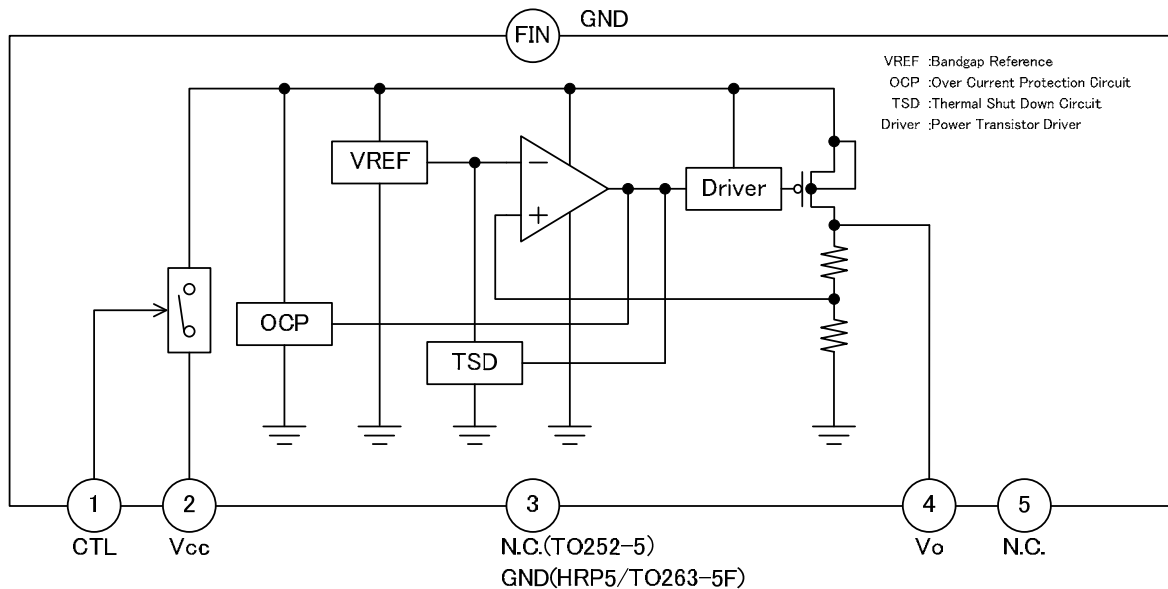 FIN
GND
VREF :Bandgap Reference
OCP :Over Current Protection Circuit
TSD :Thermal Shut Down Circuit
Driver :Power Transistor Driver
VREF
−
+
Driver
OCP
TSD
1
2
3
4
5
CTL
Vcc
N.C.(TO252-5)
GND(HRP5/TO263-5F)
Vo
N.C.